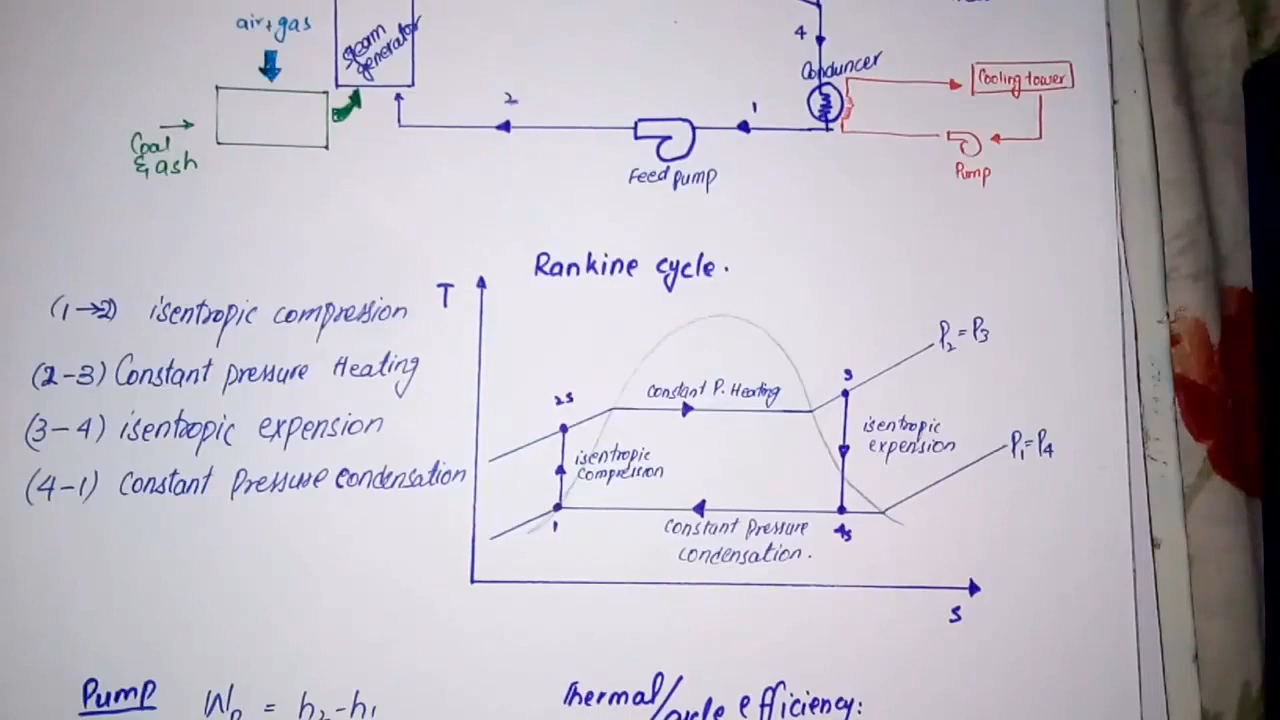 air+gas
Steam
generator
4
Conduncer
Cooling tower
2
1
Coal
& ash
Feed pump
Pump
Rankine cycle.
(1→2) isentropic compression
(2-3) Constant pressure Heating
(3-4) isentropic expension
(4-1) Constant Pressure condensation
T
P2=P3
3
2s
Constant P. Heating
isentropic
expension
P1=P4
isentropic
compression
1
Constant pressure
condensation.
4s
s
Pump
Wp = h2-h1
Thermal/
cycle efficiency: